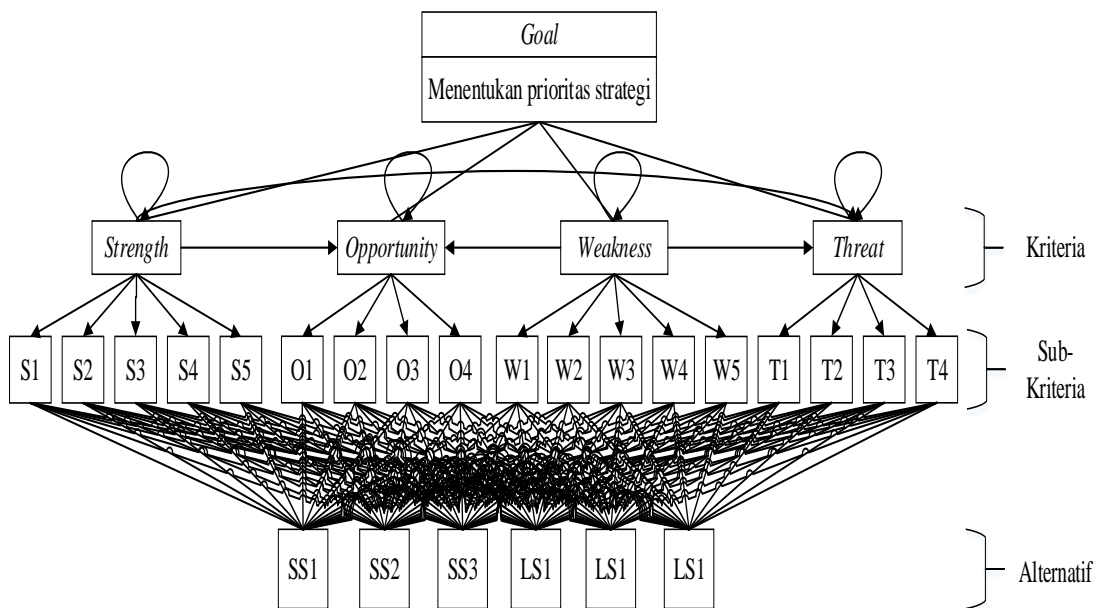 Goal
Menentukan prioritas strategi
Strength
Opportunity
Weakness
Threat
Kriteria
S1
S2
S3
S4
S5
O1
O2
O3
O4
W1
W2
W3
W4
W5
T1
T2
T3
T4
Sub-
Kriteria
SS1
SS2
SS3
LS1
LS1
LS1
Alternatif